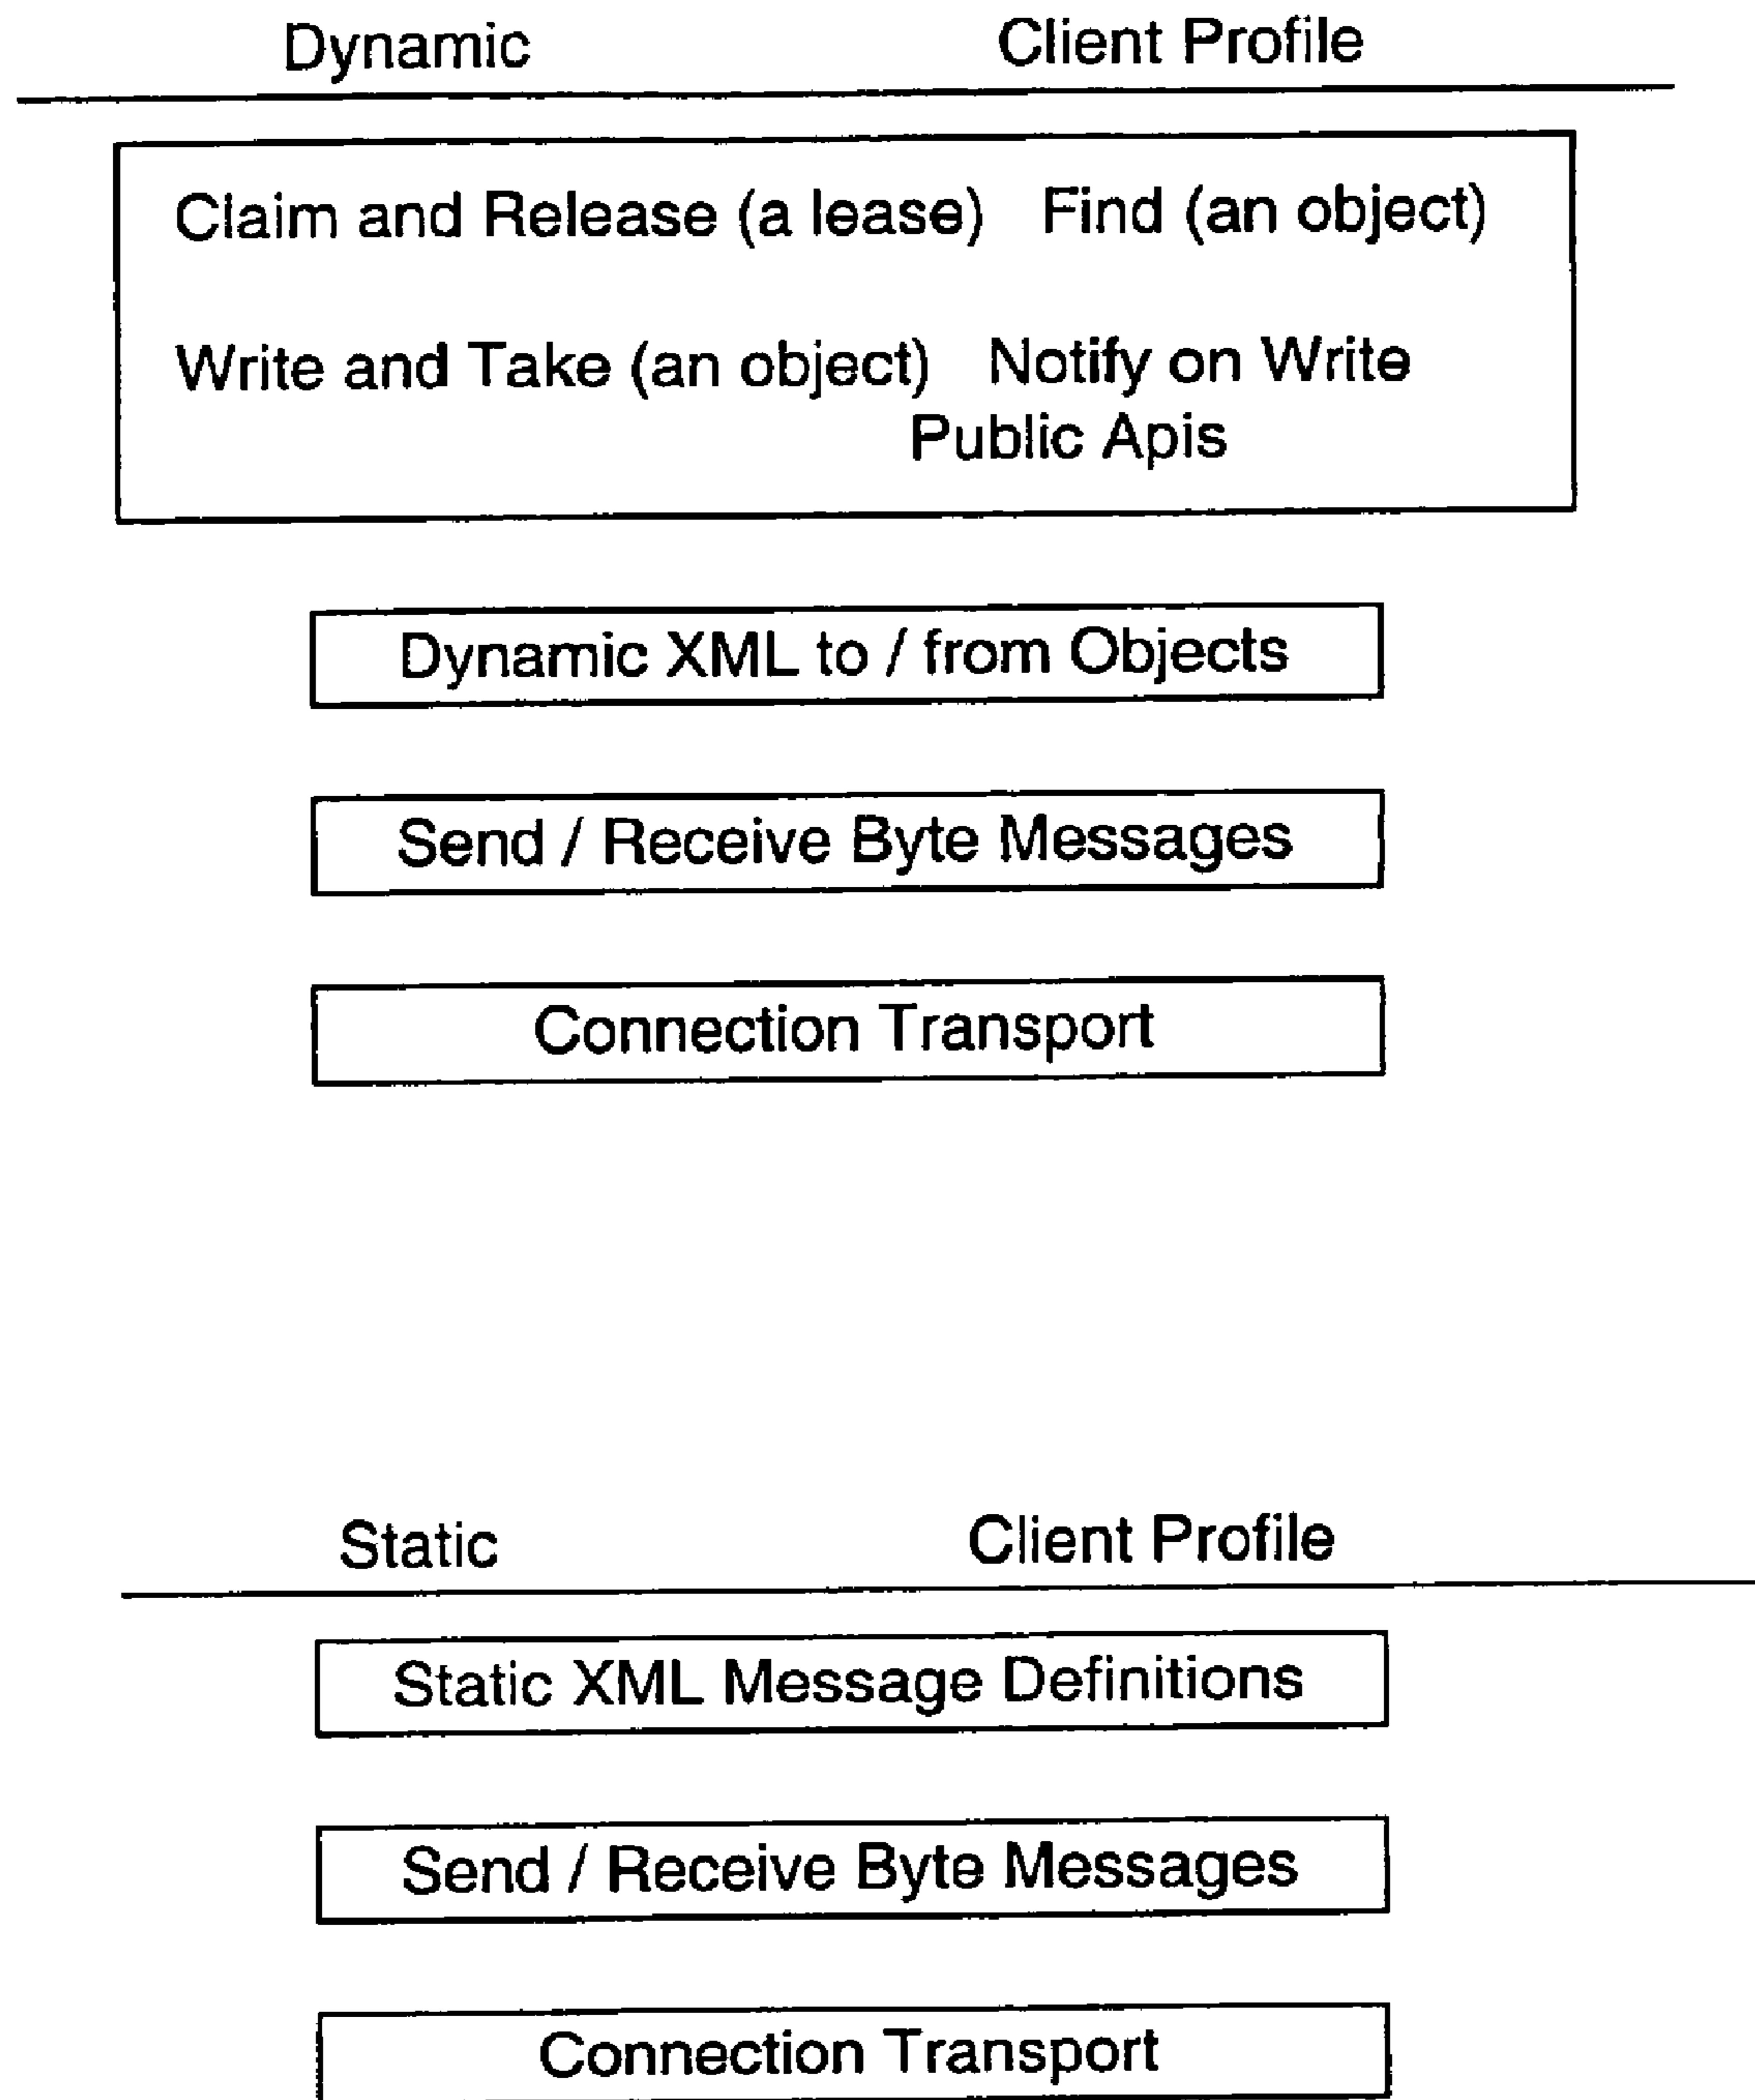 Dynamic Client Profile
Claim and Release (a lease) Find (an object)
Write and Take (an object) Notify on Write
Public Apis
Dynamic XML to / from Objects
Send / Receive Byte Messages
Connection Transport
Static Client Profile
Static XML Message Definitions
Send / Receive Byte Messages
Connection Transport